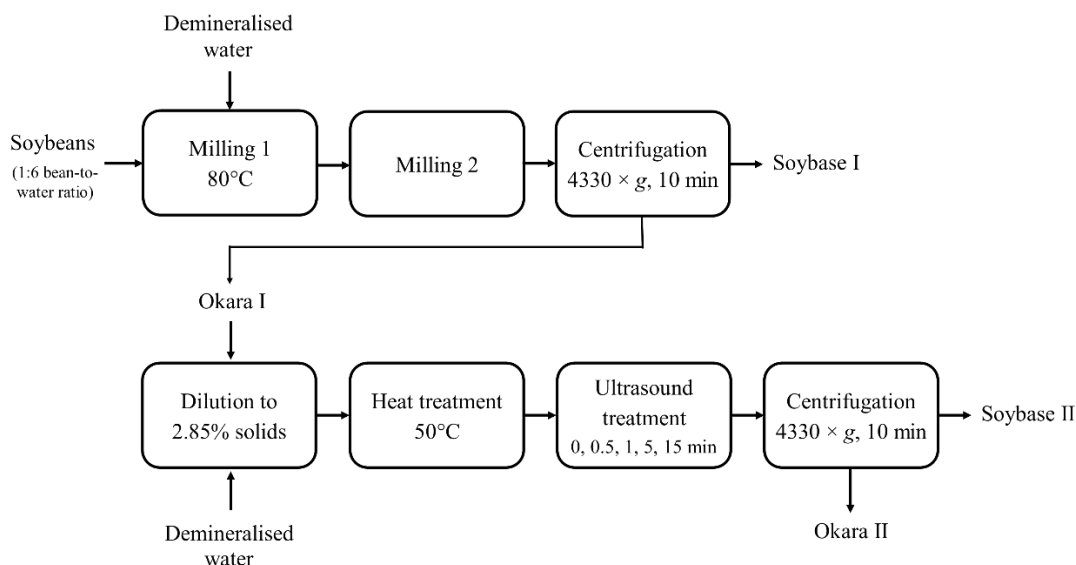 Demineralised
water
Soybeans
(1:6 bean-to-
water ratio)
Milling 1
80°C
Milling 2
Centrifugation
4330 × g, 10 min
Soybase I
Okara I
Dilution to
2.85% solids
Heat treatment
50°C
Ultrasound
treatment
0, 0.5, 1, 5, 15 min
Centrifugation
4330 × g, 10 min
Soybase II
Demineralised
water
Okara II